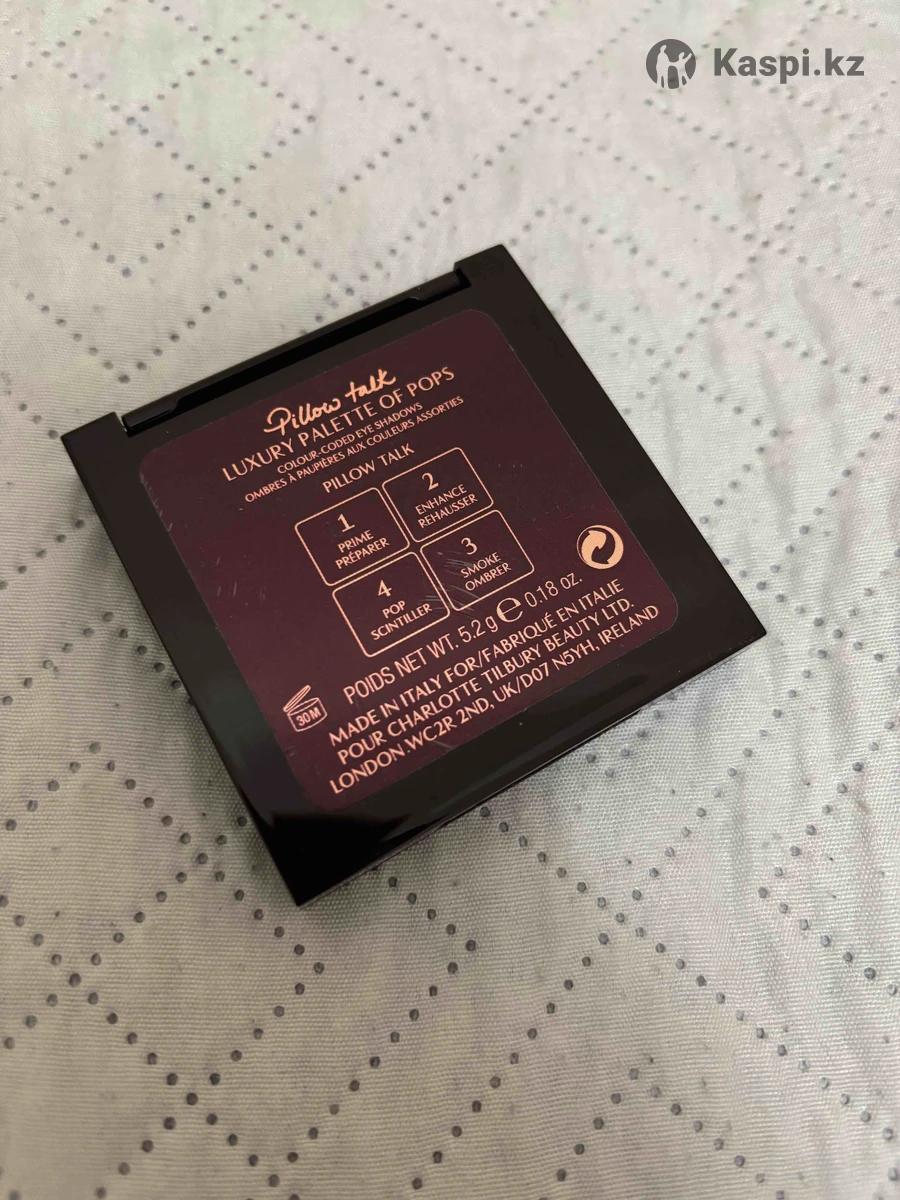 Kaspi.kz
Pillow talk
LUXURY PALETTE OF POPS
COLOUR-CODED EYE SHADOWS
OMBRES À PAUPIÈRES AUX COULEURS ASSORTIES
PILLOW TALK
1
PRIME
PRÉPARER
2
ENHANCE
REHAUSSER
4
POP
SCINTILLER
3
SMOKE
OMBRER
POIDS NET WT. 5.2 g ℮ 0.18 oz.
30M
MADE IN ITALY FOR/FABRIQUÉ EN ITALIE
POUR CHARLOTTE TILBURY BEAUTY LTD.
LONDON WC2R 2ND, UK/D07 N5YH, IRELAND